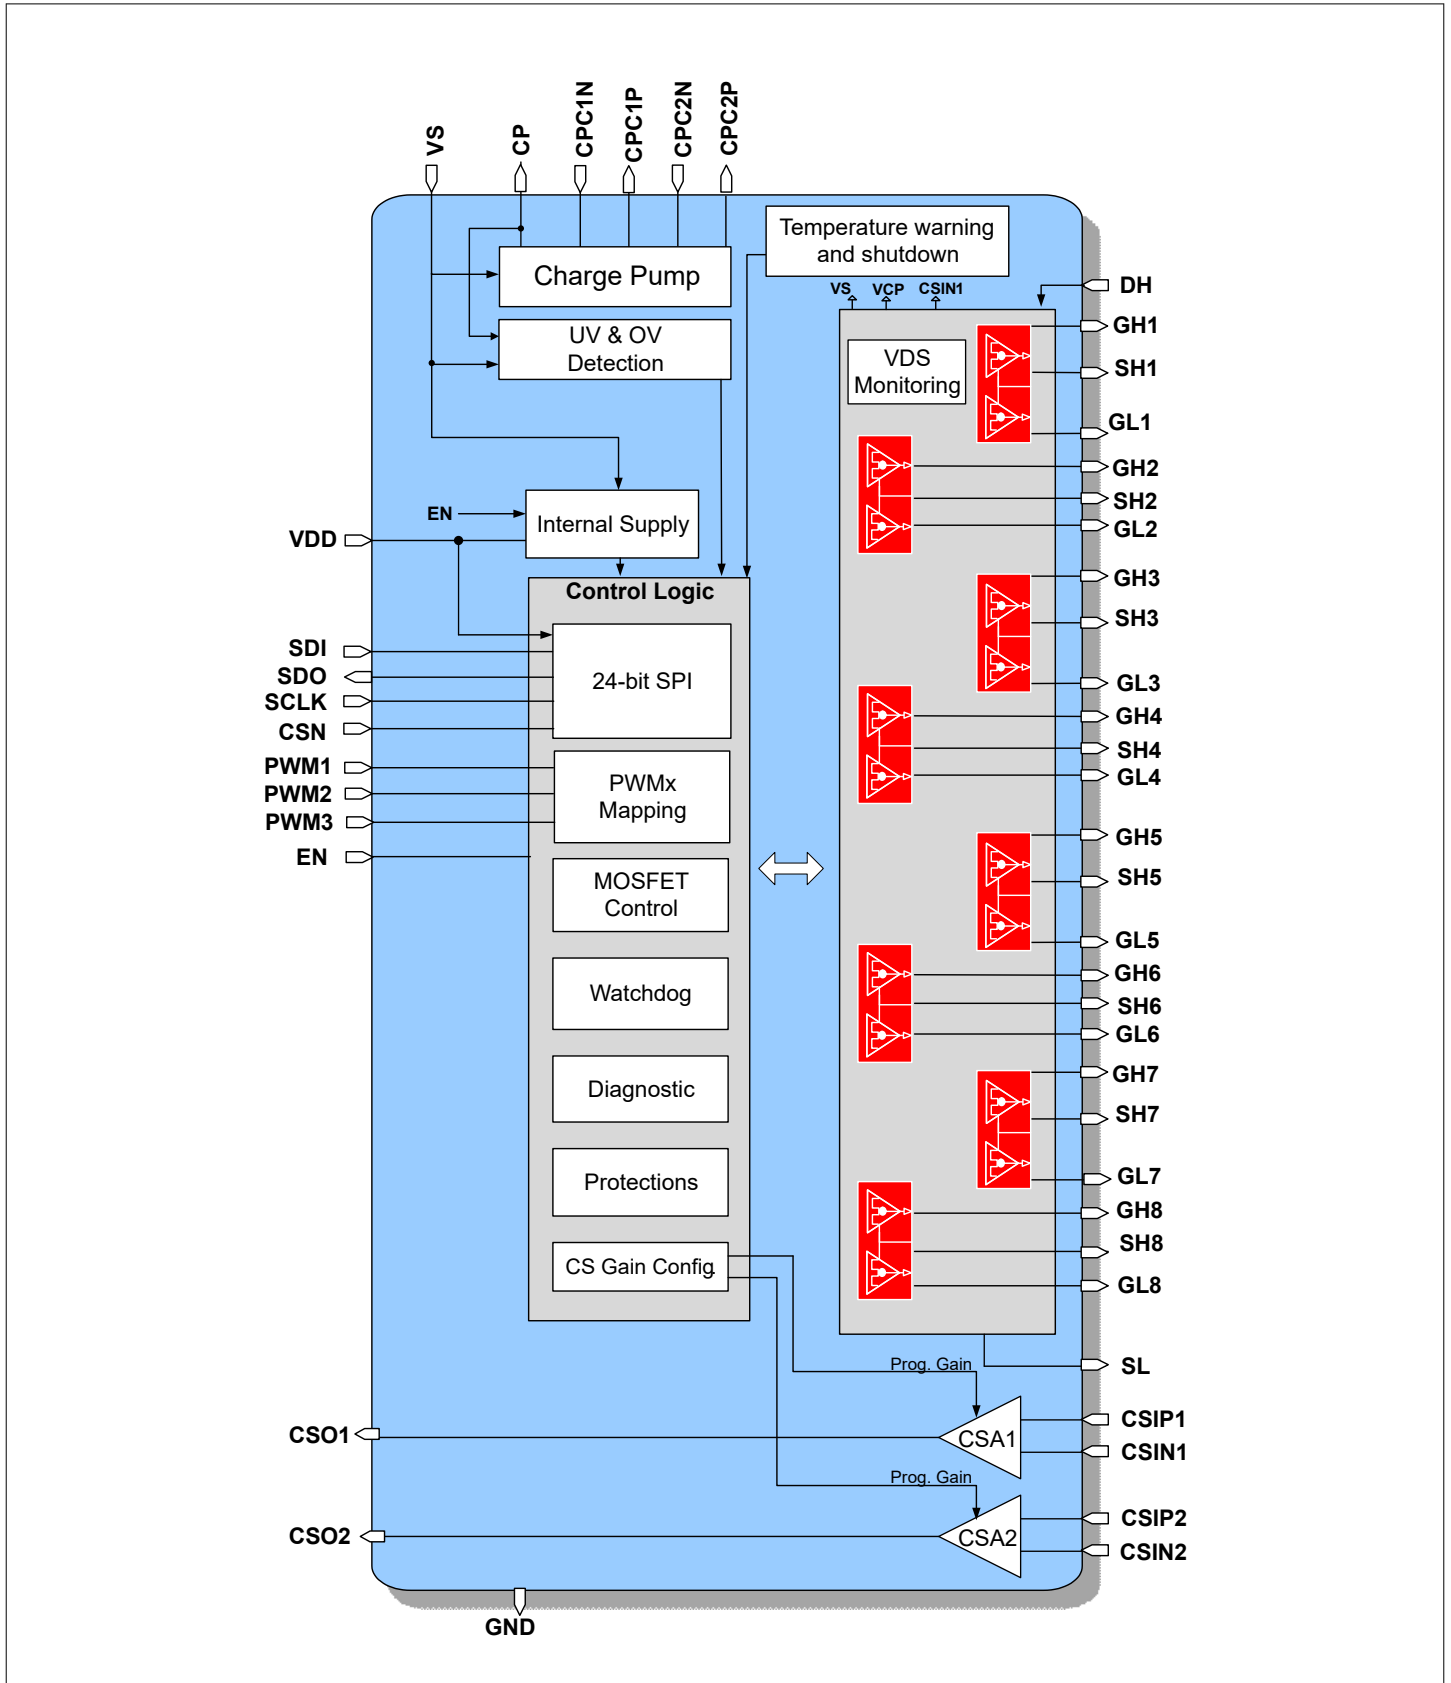 VS
CP
CPC1N
CPC1P
CPC2N
CPC2P
Temperature warning
and shutdown
Charge Pump
UV & OV
Detection
VS
VCP
CSIN1
VDS
Monitoring
DH
GH1
SH1
GL1
GH2
SH2
GL2
GH3
SH3
GL3
GH4
SH4
GL4
GH5
SH5
GL5
GH6
SH6
GL6
GH7
SH7
GL7
GH8
SH8
GL8
SL
EN
Internal Supply
VDD
Control Logic
SDI
SDO
SCLK
CSN
24-bit SPI
PWM1
PWM2
PWM3
PWMx
Mapping
EN
MOSFET
Control
Watchdog
Diagnostic
Protections
CS Gain Config.
Prog. Gain
CSO1
CSA1
CSIP1
CSIN1
Prog. Gain
CSO2
CSA2
CSIP2
CSIN2
GND